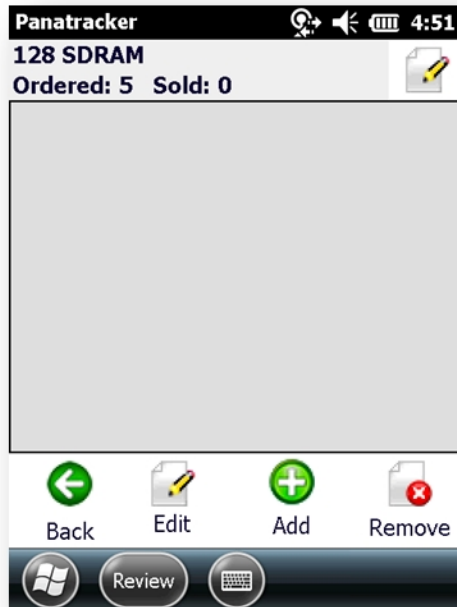 Panatracker 4:51
128 SDRAM
Ordered: 5 Sold: 0
Back Edit Add Remove
Review